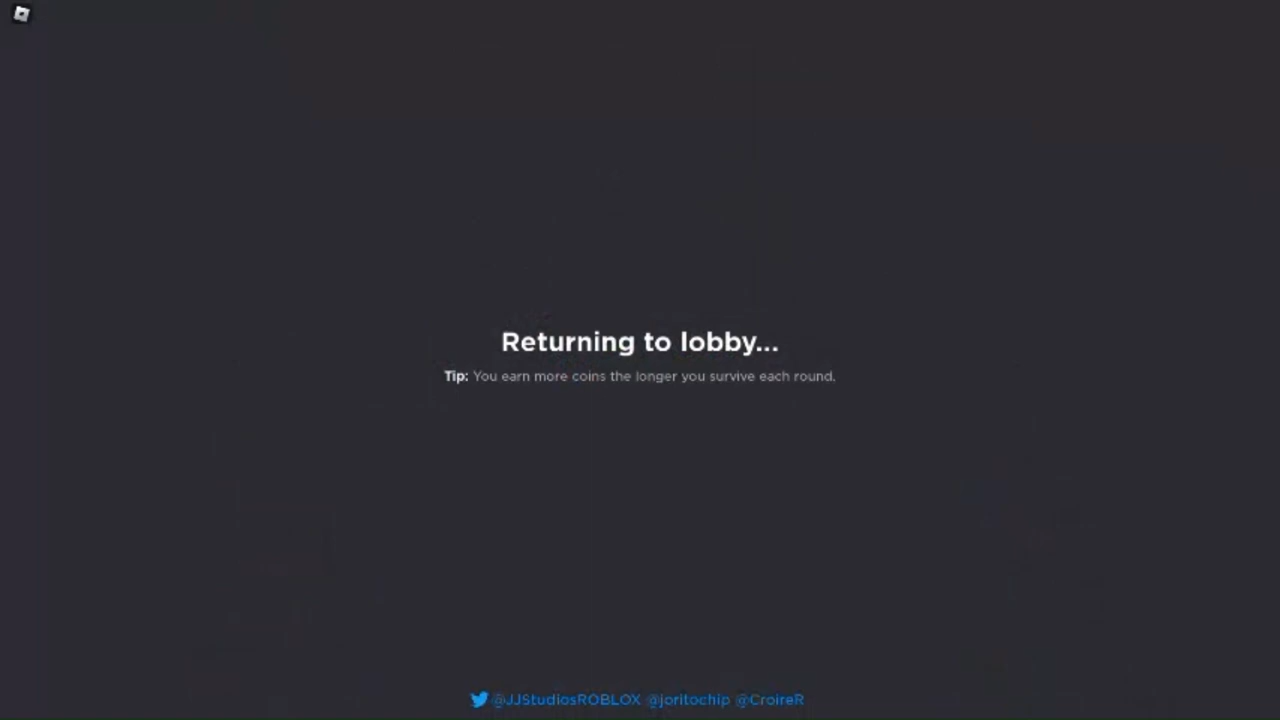 Returning to lobby...
Tip: You earn more coins the longer you survive each round.
@JJStudiosROBLOX @joritochip @CroireR